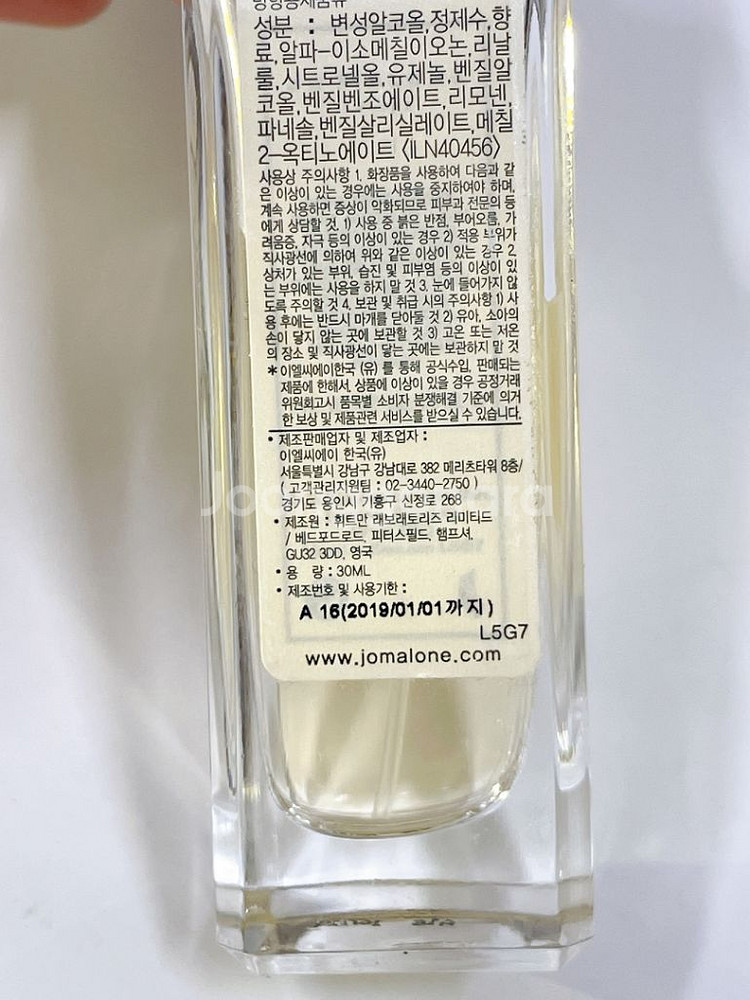 방향용제품류
성분 : 변성알코올,정제수,향
료,알파-이소메칠이오논,리날
룰,시트로넬올,유제놀,벤질알
코올,벤질벤조에이트,리모넨,
파네솔,벤질살리실레이트,메칠
2-옥티노에이트 <ILN40456>
사용상 주의사항 1. 화장품을 사용하여 다음과 같
은 이상이 있는 경우에는 사용을 중지하여야 하며,
계속 사용하면 증상이 악화되므로 피부과 전문의 등
에게 상담할 것. 1) 사용 중 붉은 반점, 부어오름, 가
려움증, 자극 등의 이상이 있는 경우 2) 적용 부위가
직사광선에 의하여 위와 같은 이상이 있는 경우 2.
상처가 있는 부위, 습진 및 피부염 등의 이상이 있
는 부위에는 사용을 하지 말 것 3. 눈에 들어가지 않
도록 주의할 것 4. 보관 및 취급 시의 주의사항 1) 사
용 후에는 반드시 마개를 닫아둘 것 2) 유아, 소아의
손이 닿지 않는 곳에 보관할 것 3) 고온 또는 저온
의 장소 및 직사광선이 닿는 곳에는 보관하지 말 것
* 이엘씨에이한국 (유) 를 통해 공식수입, 판매되는
제품에 한해서, 상품에 이상이 있을 경우 공정거래
위원회고시 품목별 소비자 분쟁해결 기준에 의거
한 보상 및 제품관련 서비스를 받으실 수 있습니다.
• 제조판매업자 및 제조업자 :
이엘씨에이 한국(유)
서울특별시 강남구 강남대로 382 메리츠타워 8층/
( 고객관리지원팀 : 02-3440-2750 )
경기도 용인시 기흥구 신정로 268
• 제조원 : 휘트만 래보래토리즈 리미티드
/ 베드포드로드, 피터스필드, 햄프셔,
GU32 3DD, 영국
• 용 량 : 30ML
• 제조번호 및 사용기한 :
A 16(2019/01/01까지)
L5G7
www.jomalone.com